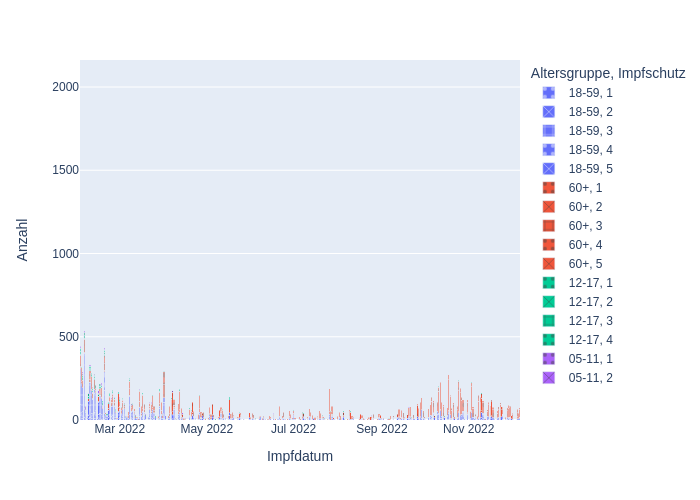 Altersgruppe, Impfschutz
18-59, 1
18-59, 2
18-59, 3
18-59, 4
18-59, 5
60+, 1
60+, 2
60+, 3
60+, 4
60+, 5
12-17, 1
12-17, 2
12-17, 3
12-17, 4
05-11, 1
05-11, 2
Anzahl
2000
1500
1000
500
0
Mar 2022
May 2022
Jul 2022
Sep 2022
Nov 2022
Impfdatum